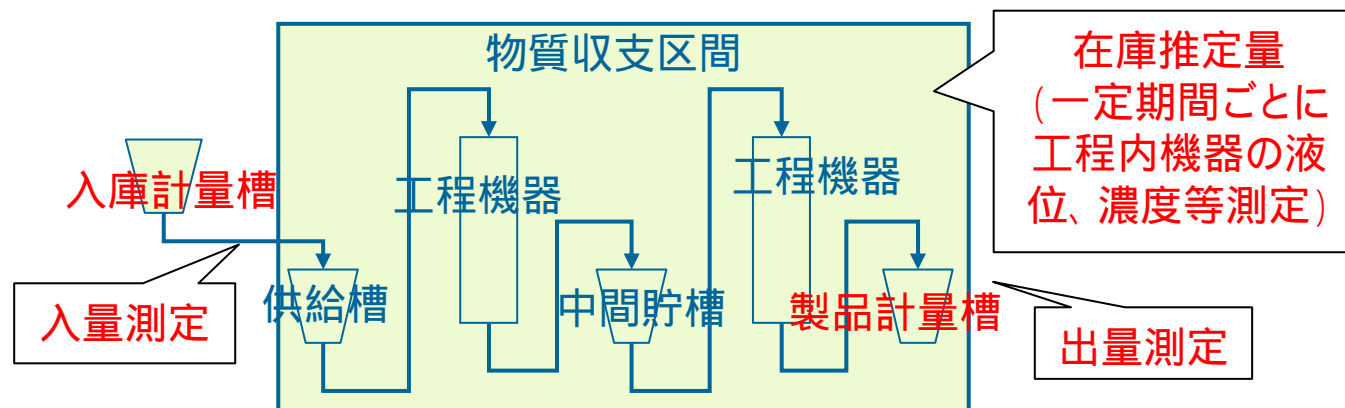 物質収支区間
在庫推定量
(一定期間ごとに
工程内機器の液
位、濃度等測定)
入庫計量槽
工程機器
工程機器
供給槽
中間貯槽
製品計量槽
入量測定
出量測定